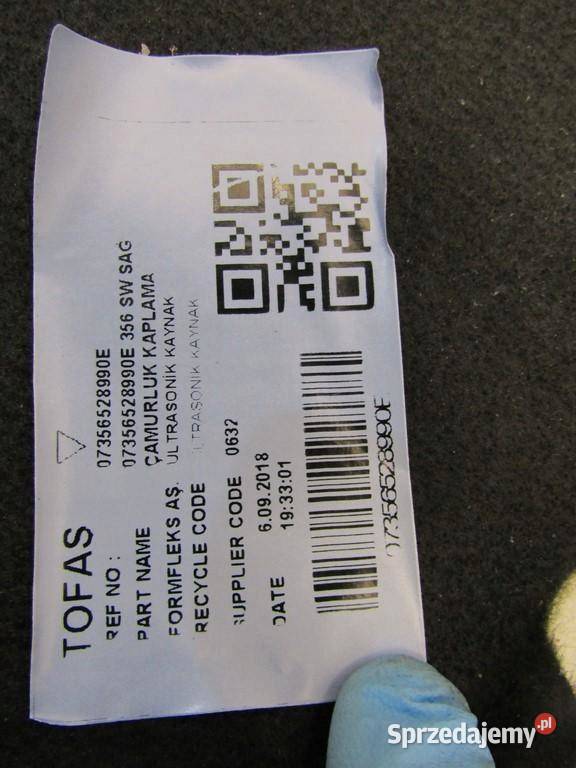 TOFAS
REF NO : 07356528990E
PART NAME 07356528990E 356 SW SAG
ÇAMURLUK KAPLAMA
FORMFLEKS AŞ. ULTRASONİK KAYNAK
RECYCLE CODE ULTRASONIK KAYNAK
SUPPLIER CODE 0632
DATE 6.09.2018
19:33:01
07356528990E
Sprzedajemy.pl